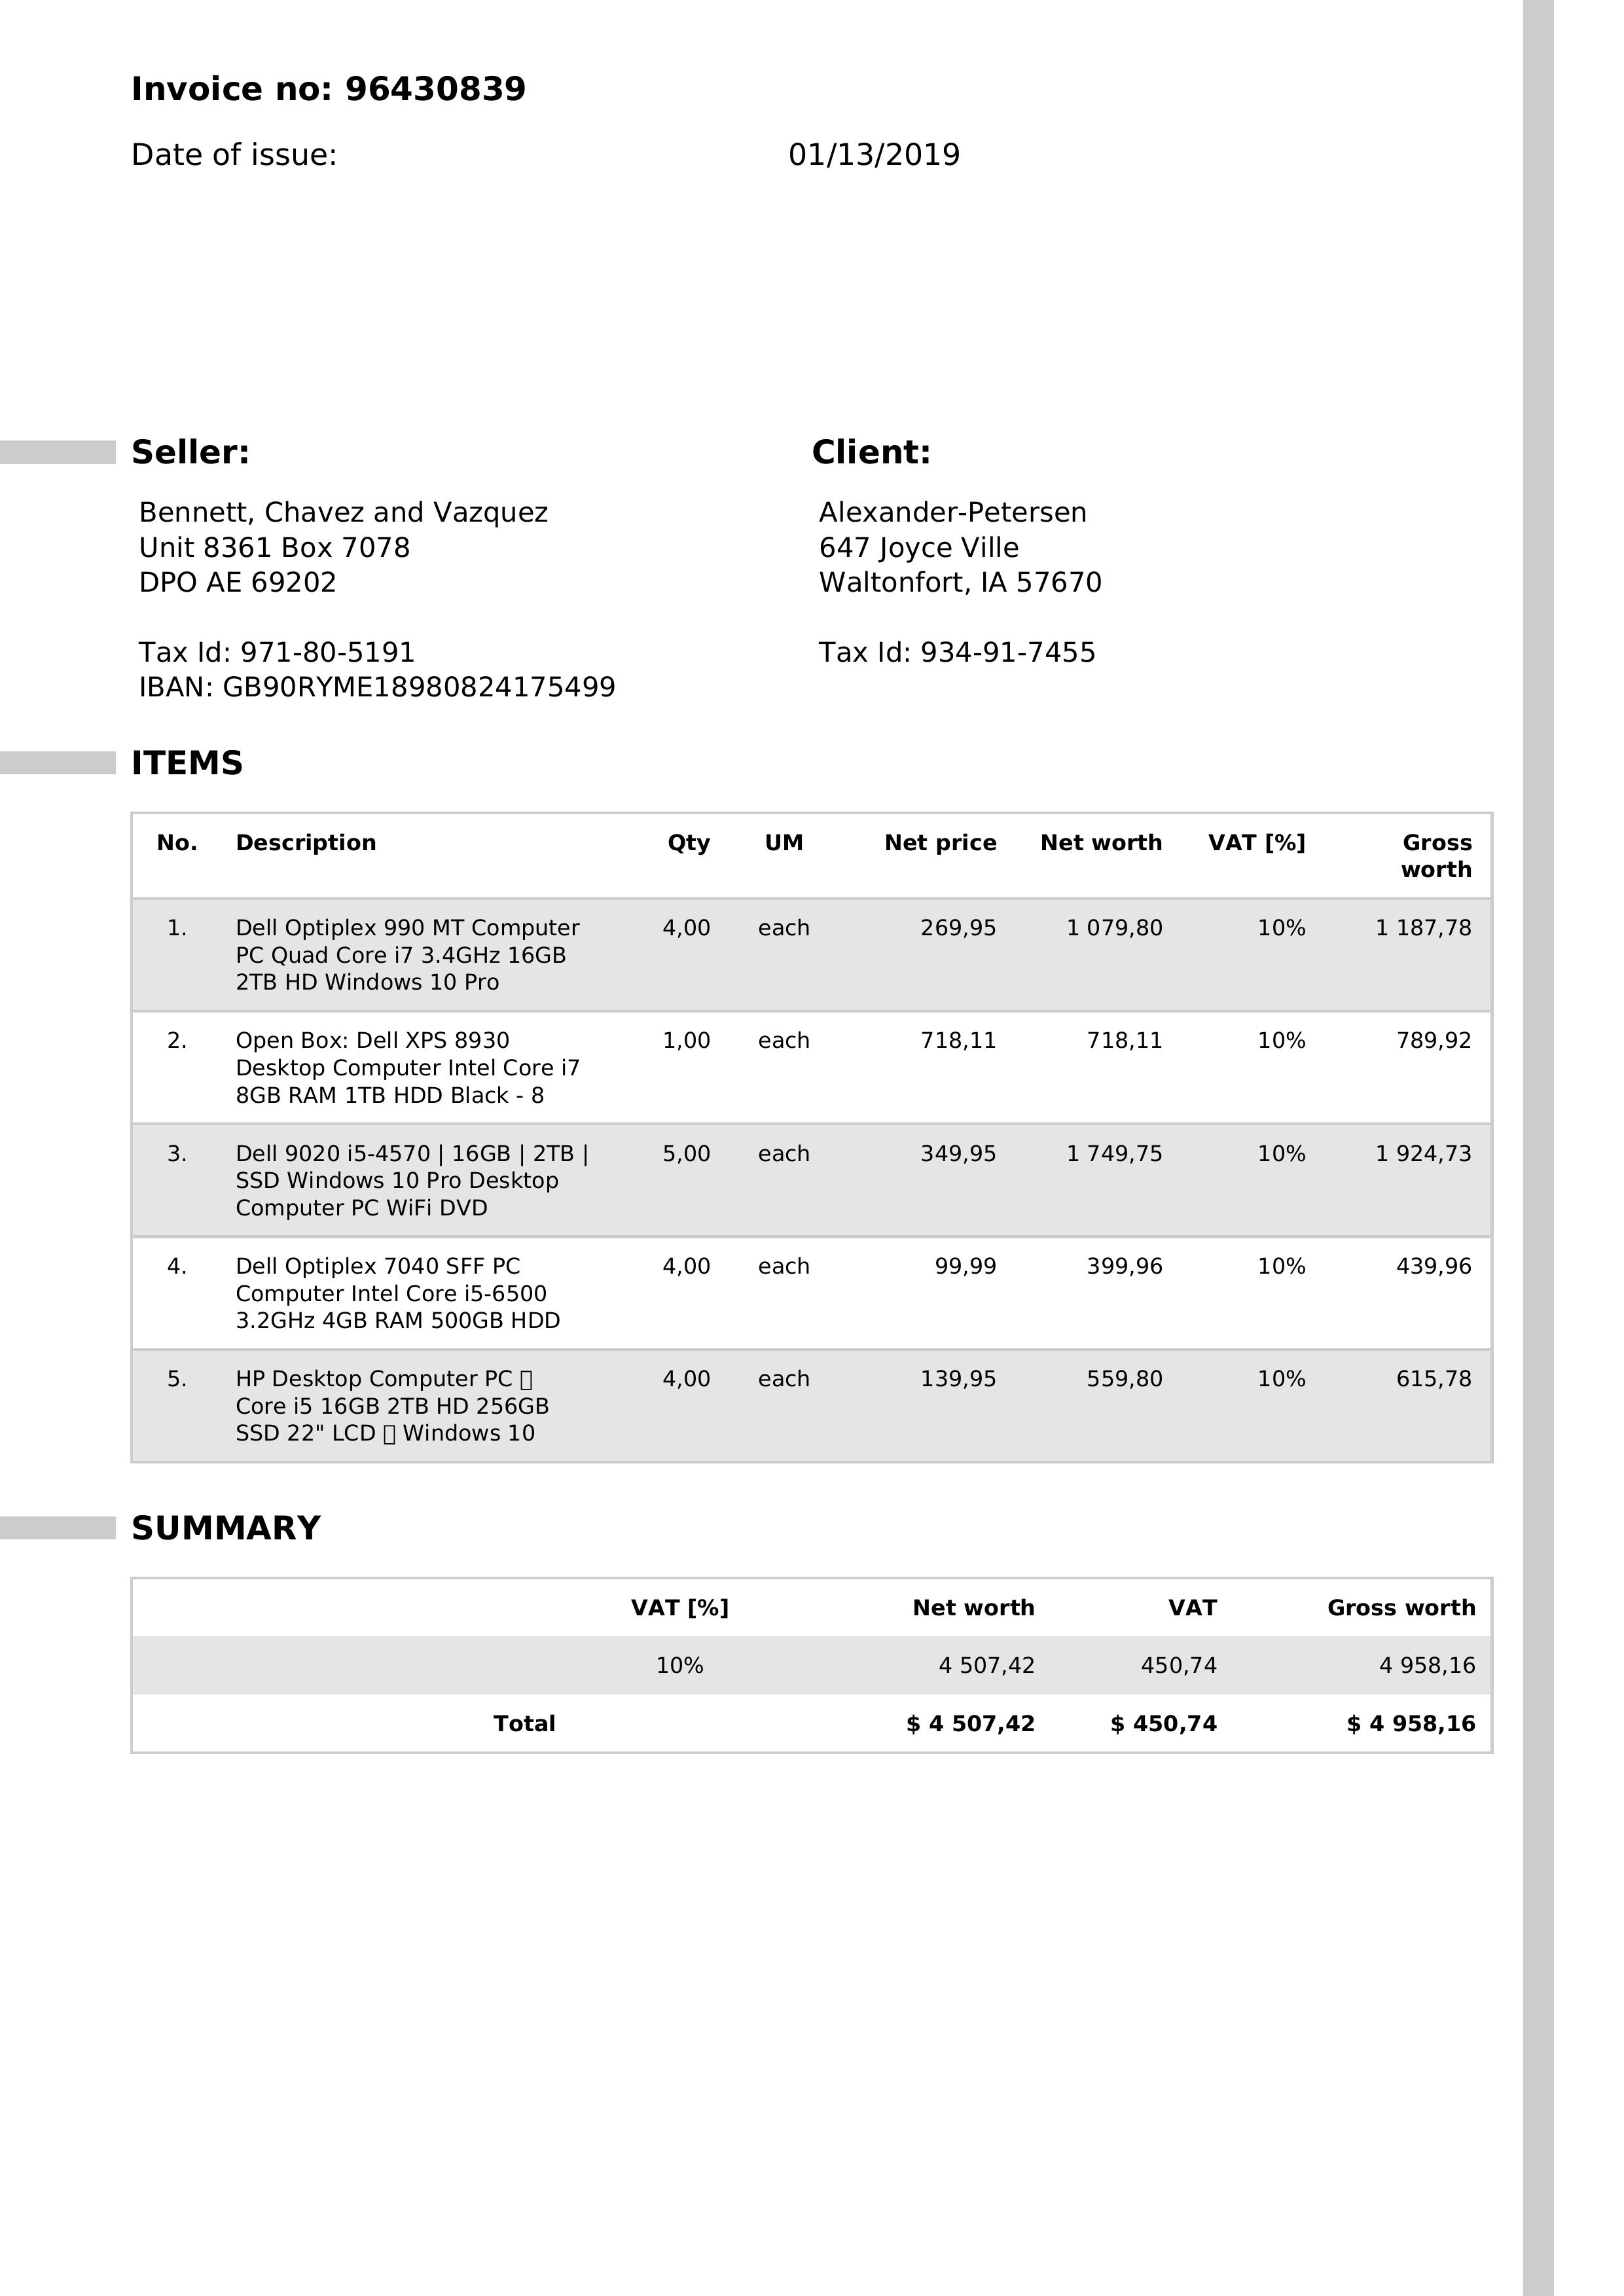 Invoice no: 96430839
Date of issue: 01/13/2019
Seller: Client:
Bennett, Chavez and Vazquez Alexander-Petersen
Unit 8361 Box 7078 647 Joyce Ville
DPO AE 69202 Waltonfort, IA 57670
Tax Id: 971-80-5191 Tax Id: 934-91-7455
IBAN: GB90RYME18980824175499
ITEMS
No. Description Qty UM Net price Net worth VAT [%] Gross
worth
1. Dell Optiplex 990 MT Computer 4,00 each 269,95 1 079,80 10% 1 187,78
PC Quad Core i7 3.4GHz 16GB
2TB HD Windows 10 Pro
2. Open Box: Dell XPS 8930 1,00 each 718,11 718,11 10% 789,92
Desktop Computer Intel Core i7
8GB RAM 1TB HDD Black - 8
3. Dell 9020 i5-4570 | 16GB | 2TB | 5,00 each 349,95 1 749,75 10% 1 924,73
SSD Windows 10 Pro Desktop
Computer PC WiFi DVD
4. Dell Optiplex 7040 SFF PC 4,00 each 99,99 399,96 10% 439,96
Computer Intel Core i5-6500
3.2GHz 4GB RAM 500GB HDD
5. HP Desktop Computer PC ▯ 4,00 each 139,95 559,80 10% 615,78
Core i5 16GB 2TB HD 256GB
SSD 22" LCD ▯ Windows 10
SUMMARY
VAT [%] Net worth VAT Gross worth
10% 4 507,42 450,74 4 958,16
Total $ 4 507,42 $ 450,74 $ 4 958,16